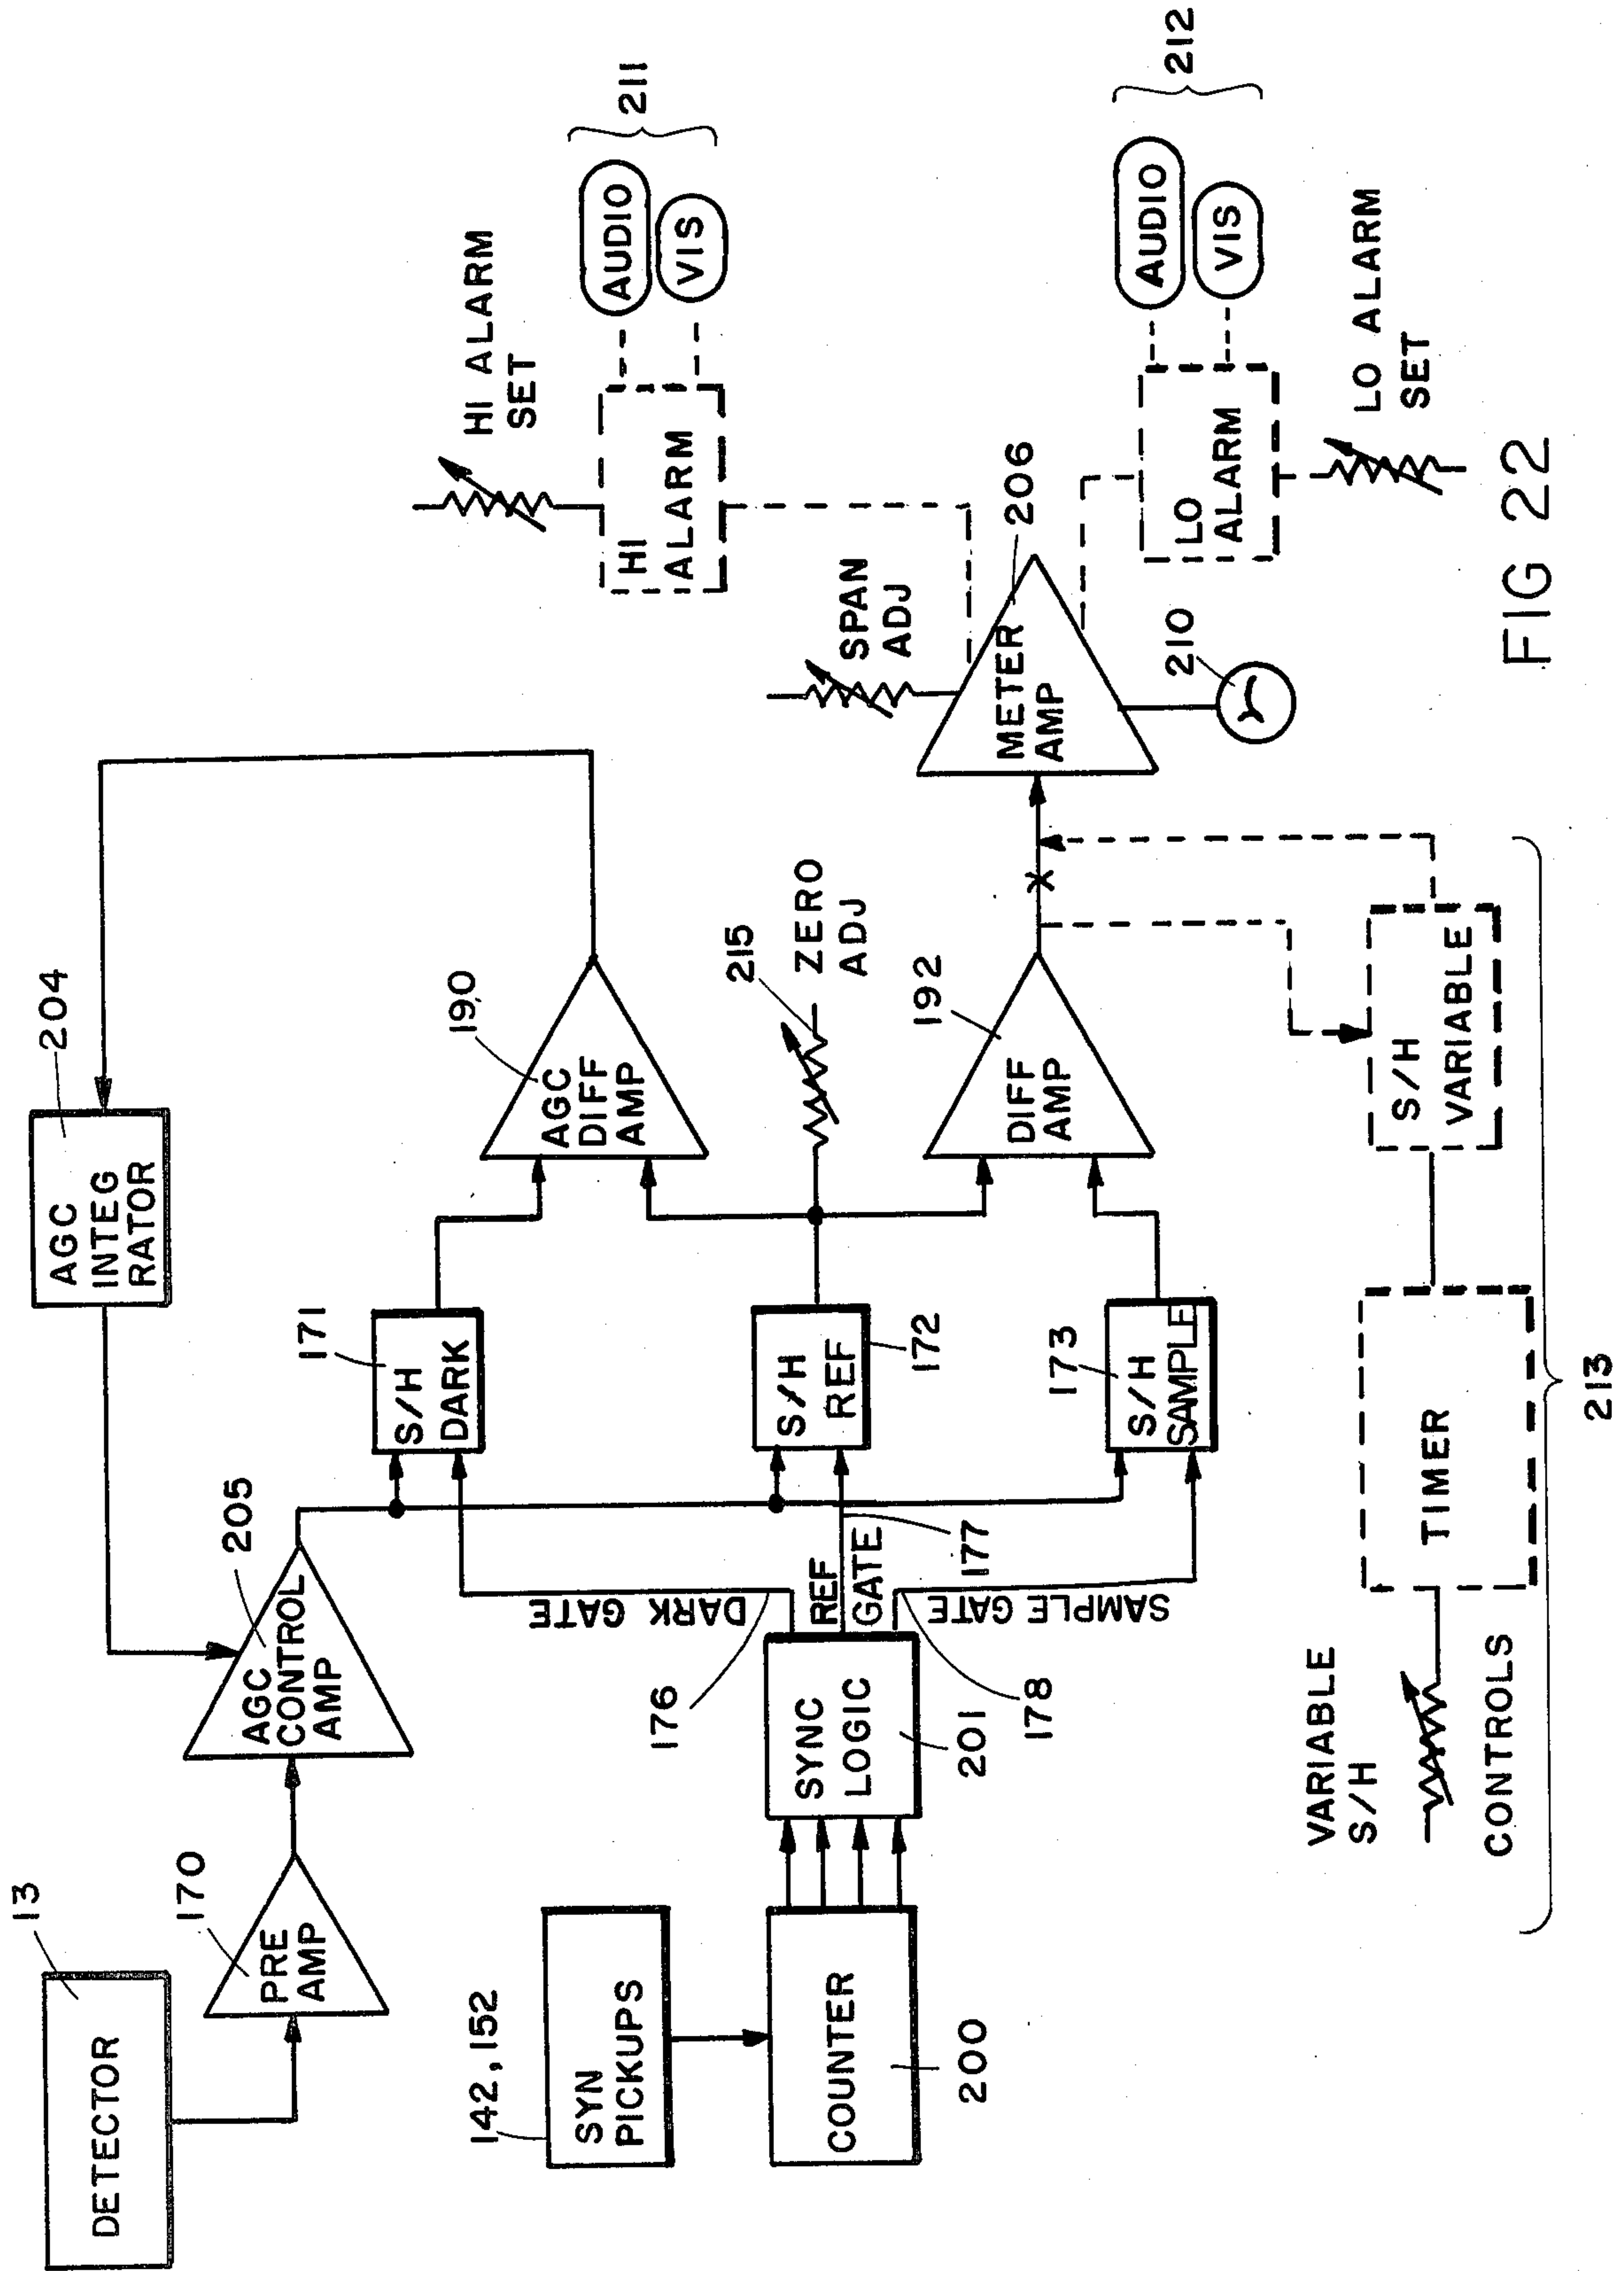 13
DETECTOR
170
PRE
AMP
205
AGC
CONTROL
AMP
204
AGC
INTEG
RATOR
142, 152
SYN
PICKUPS
COUNTER
200
SYNC
LOGIC
201
176
DARK GATE
REF
GATE
177
178
SAMPLE GATE
171
S/H
DARK
S/H
REF
172
173
S/H
SAMPLE
190
AGC
DIFF
AMP
215
ZERO
ADJ
192
DIFF
AMP
SPAN
ADJ
METER
AMP
206
210
HI ALARM
SET
HI
ALARM
AUDIO
VIS
211
LO
ALARM
AUDIO
VIS
212
LO ALARM
SET
VARIABLE
S/H
CONTROLS
TIMER
S/H
VARIABLE
213
FIG 22